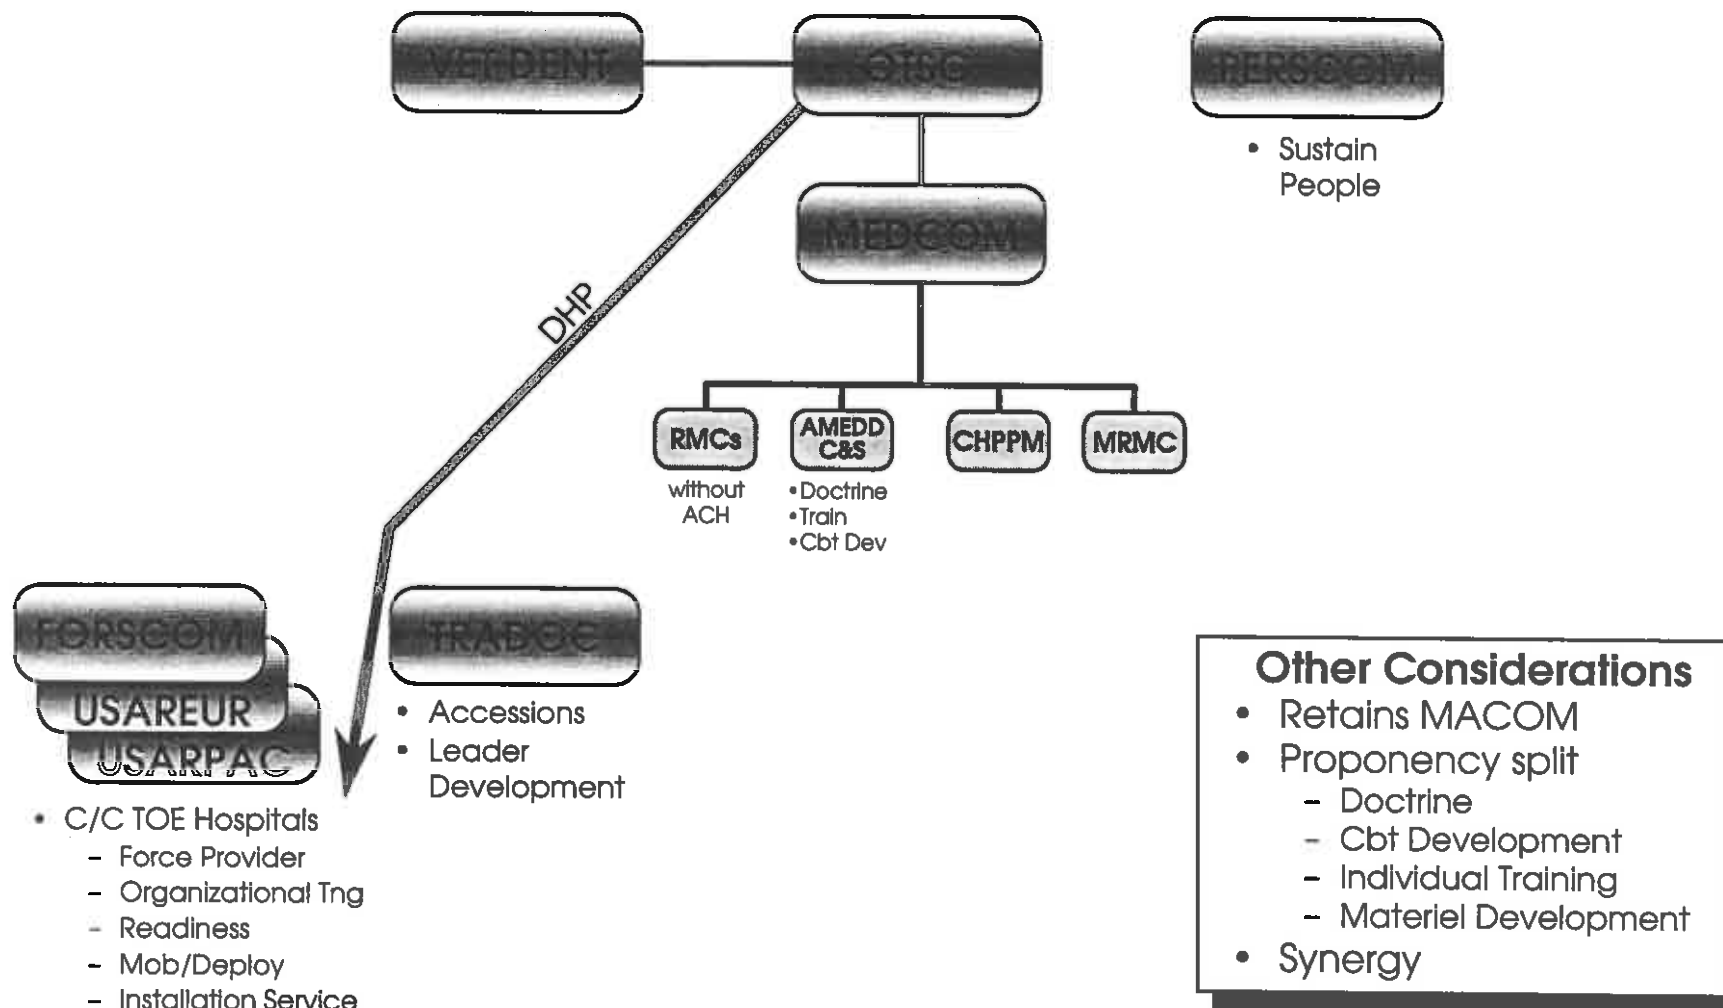 VET DENT
OTSG
PERSCOM
• Sustain
People
MEDCOM
DHP
RMCs
AMEDD
C&S
CHPPM
MRMC
without
ACH
•Doctrine
•Train
•Cbt Dev
FORSCOM
USAREUR
USARPAC
TRADOC
• Accessions
• Leader
Development
• C/C TOE Hospitals
– Force Provider
– Organizational Tng
– Readiness
– Mob/Deploy
– Installation Service
Other Considerations
• Retains MACOM
• Proponency split
– Doctrine
– Cbt Development
– Individual Training
– Materiel Development
• Synergy